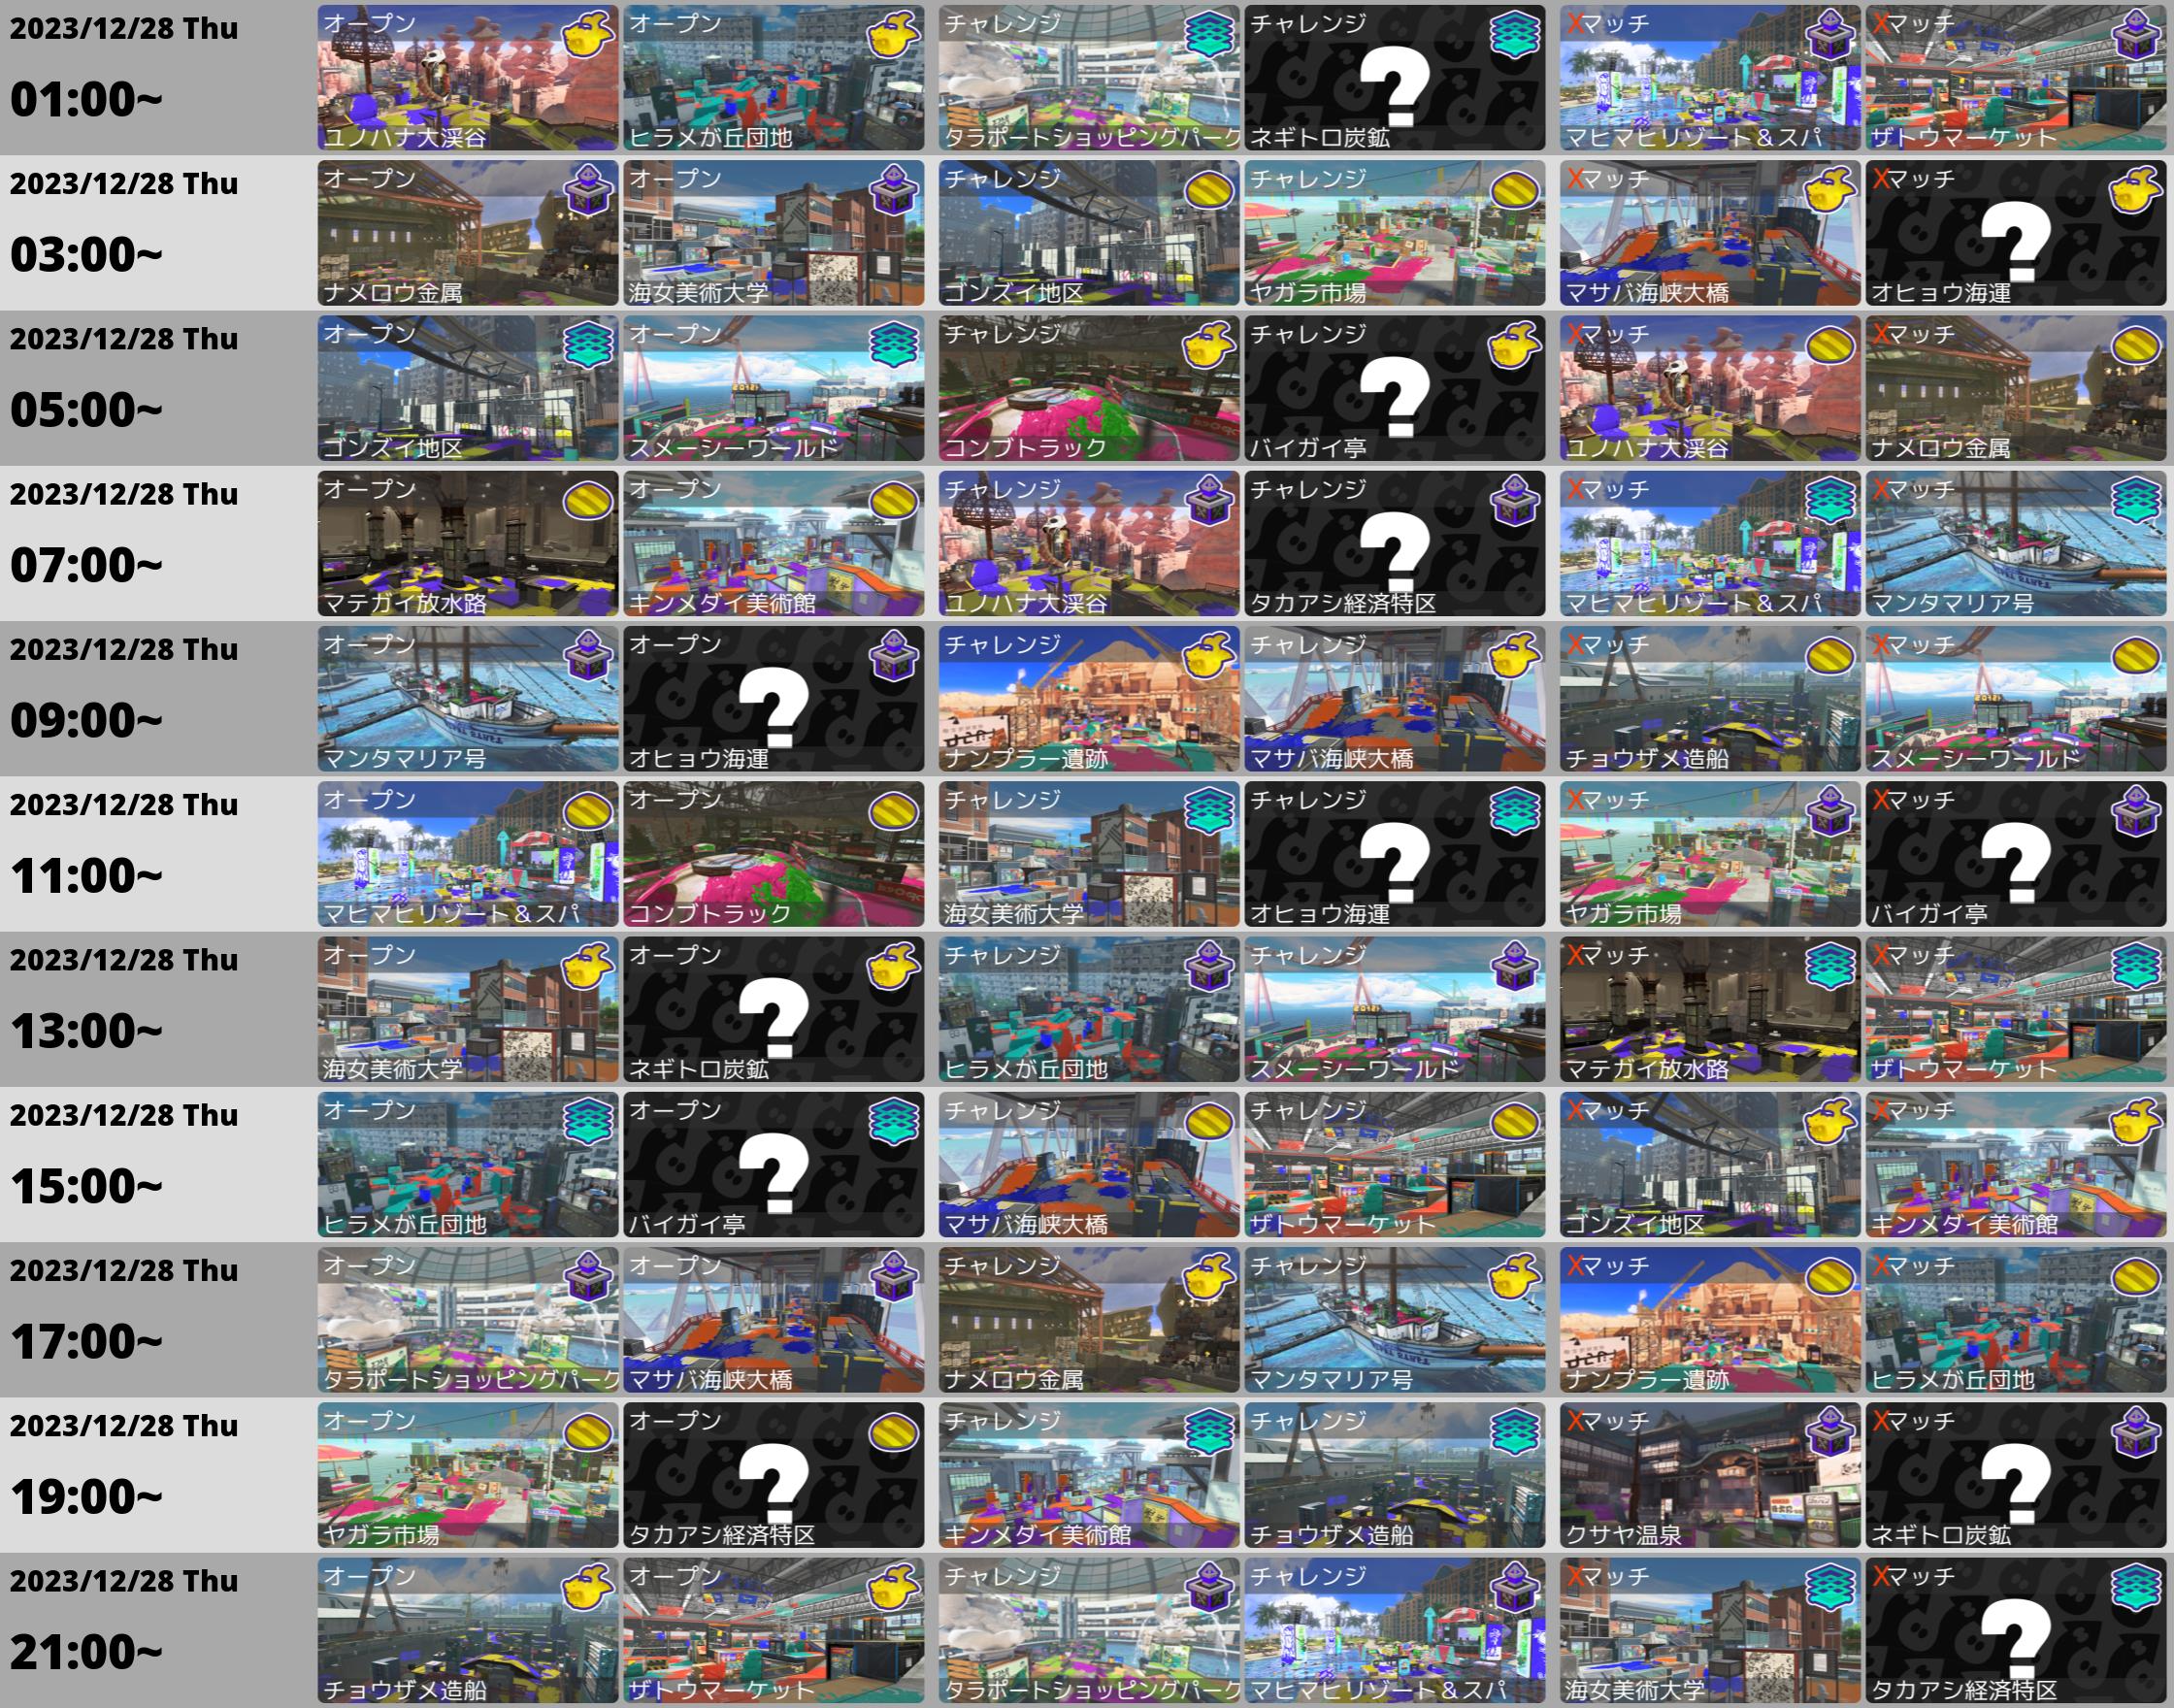 2023/12/28 Thu
01:00~
オープン
ユノハナ大渓谷
オープン
ヒラメが丘団地
チャレンジ
タラポートショッピングパーク
チャレンジ
ネギトロ炭鉱
Xマッチ
マヒマヒリゾート＆スパ
Xマッチ
ザトウマーケット
2023/12/28 Thu
03:00~
オープン
ナメロウ金属
オープン
海女美術大学
チャレンジ
ゴンズイ地区
チャレンジ
ヤガラ市場
Xマッチ
マサバ海峡大橋
Xマッチ
オヒョウ海運
2023/12/28 Thu
05:00~
オープン
ゴンズイ地区
オープン
スメーシーワールド
チャレンジ
コンブトラック
チャレンジ
バイガイ亭
Xマッチ
ユノハナ大渓谷
Xマッチ
ナメロウ金属
2023/12/28 Thu
07:00~
オープン
マテガイ放水路
オープン
キンメダイ美術館
チャレンジ
ユノハナ大渓谷
チャレンジ
タカアシ経済特区
Xマッチ
マヒマヒリゾート＆スパ
Xマッチ
マンタマリア号
2023/12/28 Thu
09:00~
オープン
マンタマリア号
オープン
オヒョウ海運
チャレンジ
ナンプラー遺跡
チャレンジ
マサバ海峡大橋
Xマッチ
チョウザメ造船
Xマッチ
スメーシーワールド
2023/12/28 Thu
11:00~
オープン
マヒマヒリゾート＆スパ
オープン
コンブトラック
チャレンジ
海女美術大学
チャレンジ
オヒョウ海運
Xマッチ
ヤガラ市場
Xマッチ
バイガイ亭
2023/12/28 Thu
13:00~
オープン
海女美術大学
オープン
ネギトロ炭鉱
チャレンジ
ヒラメが丘団地
チャレンジ
スメーシーワールド
Xマッチ
マテガイ放水路
Xマッチ
ザトウマーケット
2023/12/28 Thu
15:00~
オープン
ヒラメが丘団地
オープン
バイガイ亭
チャレンジ
マサバ海峡大橋
チャレンジ
ザトウマーケット
Xマッチ
ゴンズイ地区
Xマッチ
キンメダイ美術館
2023/12/28 Thu
17:00~
オープン
タラポートショッピングパーク
オープン
マサバ海峡大橋
チャレンジ
ナメロウ金属
チャレンジ
マンタマリア号
Xマッチ
ナンプラー遺跡
Xマッチ
ヒラメが丘団地
2023/12/28 Thu
19:00~
オープン
ヤガラ市場
オープン
タカアシ経済特区
チャレンジ
キンメダイ美術館
チャレンジ
チョウザメ造船
Xマッチ
クサヤ温泉
Xマッチ
ネギトロ炭鉱
2023/12/28 Thu
21:00~
オープン
チョウザメ造船
オープン
ザトウマーケット
チャレンジ
タラポートショッピングパーク
チャレンジ
マヒマヒリゾート＆スパ
Xマッチ
海女美術大学
Xマッチ
タカアシ経済特区